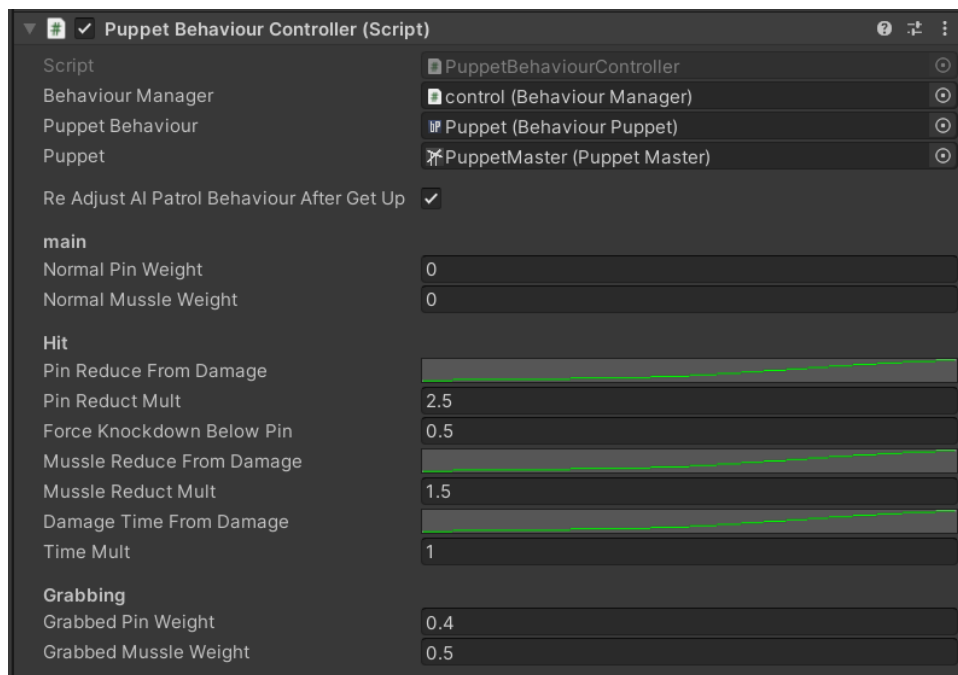 Puppet Behaviour Controller (Script)
Script PuppetBehaviourController
Behaviour Manager control (Behaviour Manager)
Puppet Behaviour bP Puppet (Behaviour Puppet)
Puppet PuppetMaster (Puppet Master)
Re Adjust AI Patrol Behaviour After Get Up
main
Normal Pin Weight 0
Normal Mussle Weight 0
Hit
Pin Reduce From Damage
Pin Reduct Mult 2.5
Force Knockdown Below Pin 0.5
Mussle Reduce From Damage
Mussle Reduct Mult 1.5
Damage Time From Damage
Time Mult 1
Grabbing
Grabbed Pin Weight 0.4
Grabbed Mussle Weight 0.5